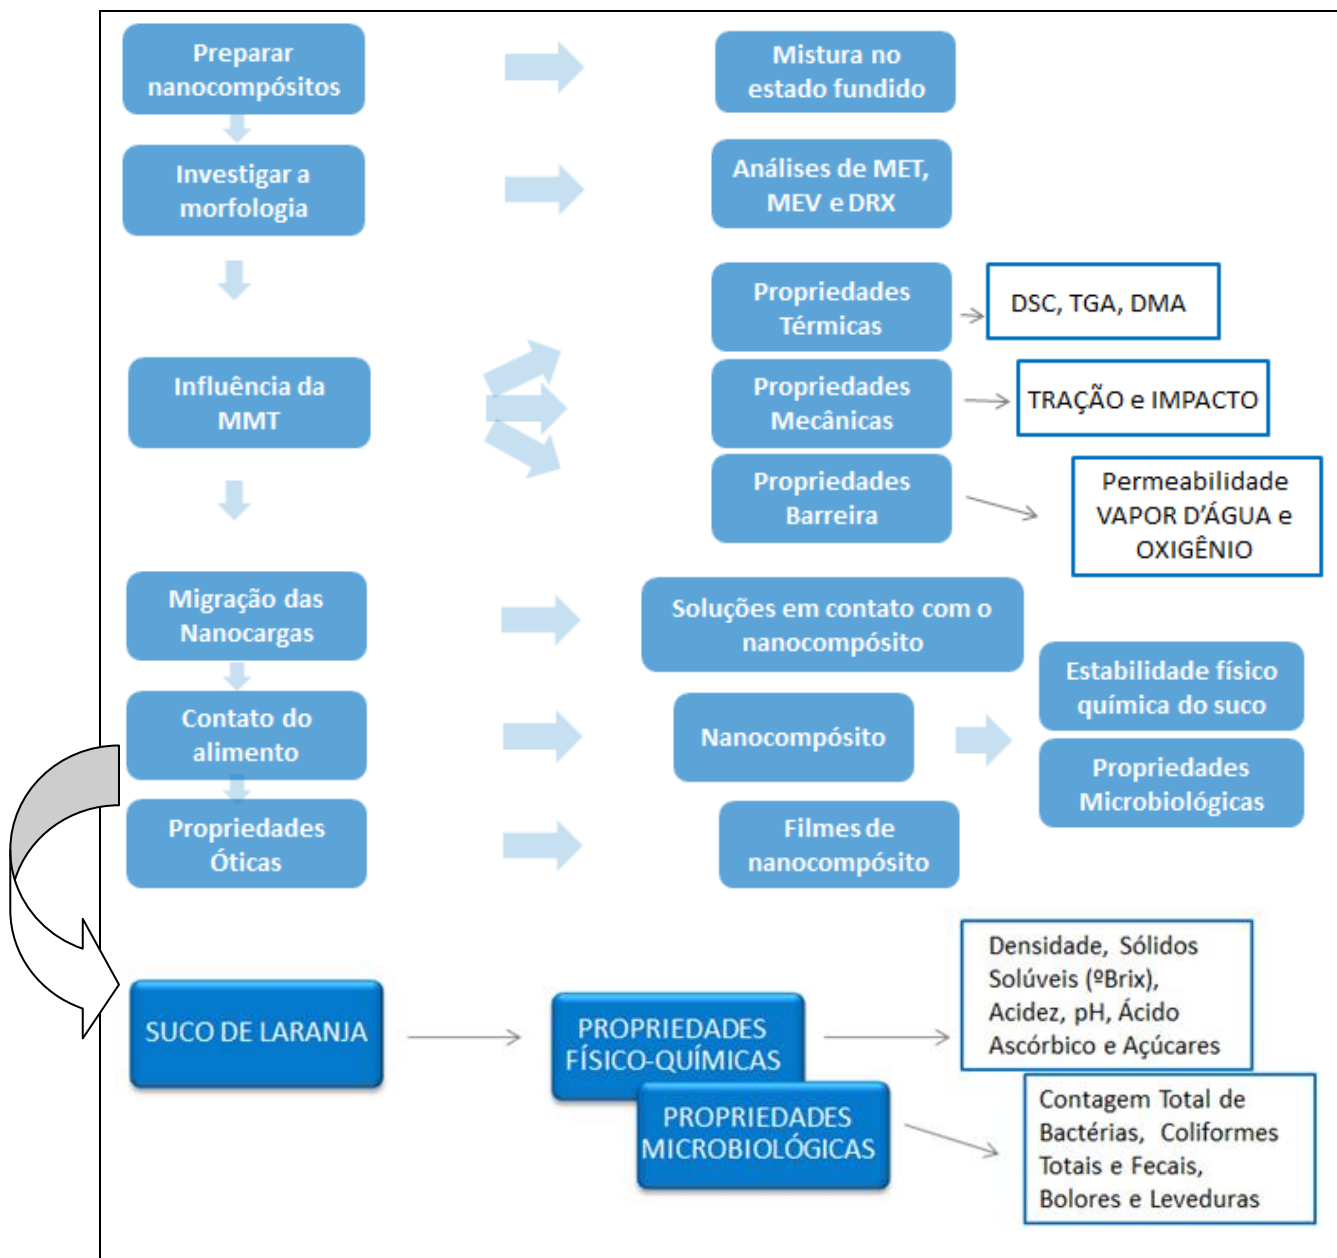 Preparar
nanocompósitos
Mistura no
estado fundido
Investigar a
morfologia
Análises de MET,
MEV e DRX
Influência da
MMT
Propriedades
Térmicas
DSC, TGA, DMA
Propriedades
Mecânicas
TRAÇÃO e IMPACTO
Propriedades
Barreira
Permeabilidade
VAPOR D’ÁGUA e
OXIGÊNIO
Migração das
Nanocargas
Soluções em contato com o
nanocompósito
Contato do
alimento
Nanocompósito
Estabilidade físico
química do suco
Propriedades
Microbiológicas
Propriedades
Óticas
Filmes de
nanocompósito
SUCO DE LARANJA
PROPRIEDADES
FÍSICO-QUÍMICAS
Densidade, Sólidos
Solúveis (ºBrix),
Acidez, pH, Ácido
Ascórbico e Açúcares
PROPRIEDADES
MICROBIOLÓGICAS
Contagem Total de
Bactérias, Coliformes
Totais e Fecais,
Bolores e Leveduras